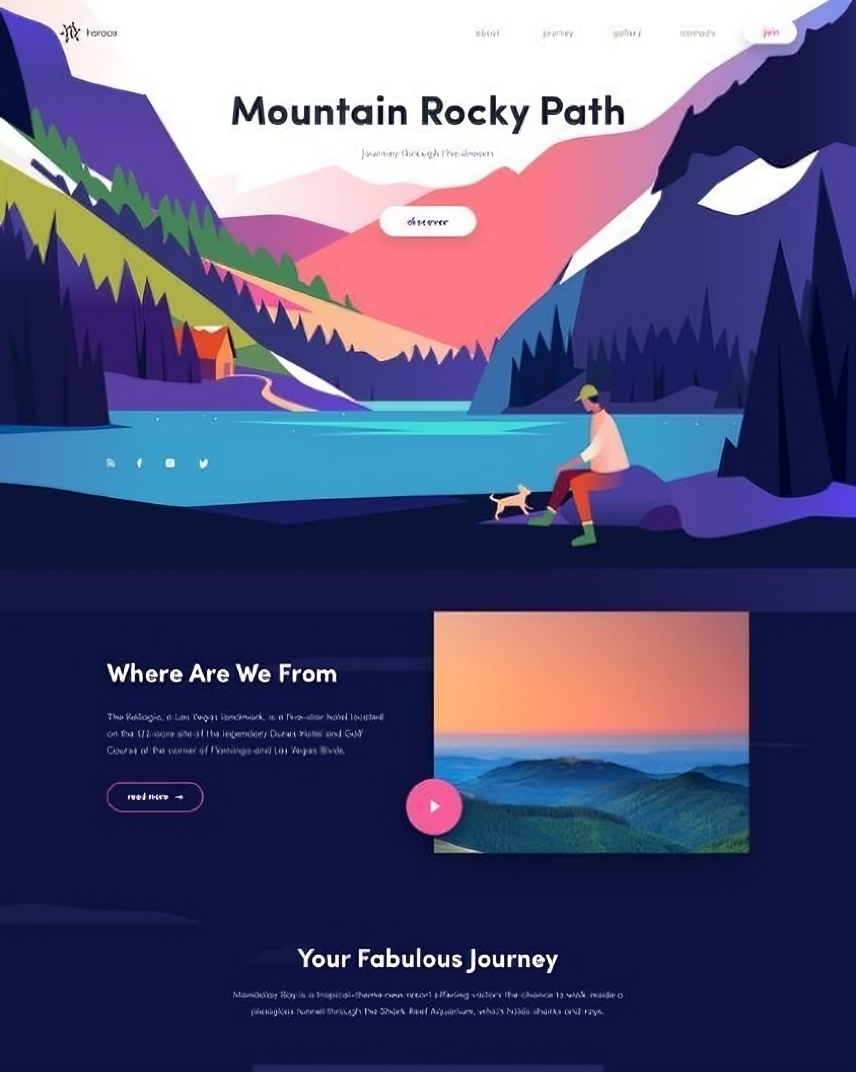 horace
about journey gallery contacts join
Mountain Rocky Path
Journey through the dream
discover
Where Are We From
The Bellagio, a Las Vegas landmark, is a five-star hotel located
on the site of the legendary Dunes Hotel and Golf
Course at the corner of Flamingo and Las Vegas Blvds.
read more →
Your Fabulous Journey
Mandalay Bay is a tropical-theme resort offering visitors the chance to walk inside a
plexiglass tunnel through the Shark Reef Aquarium, which holds sharks and rays.